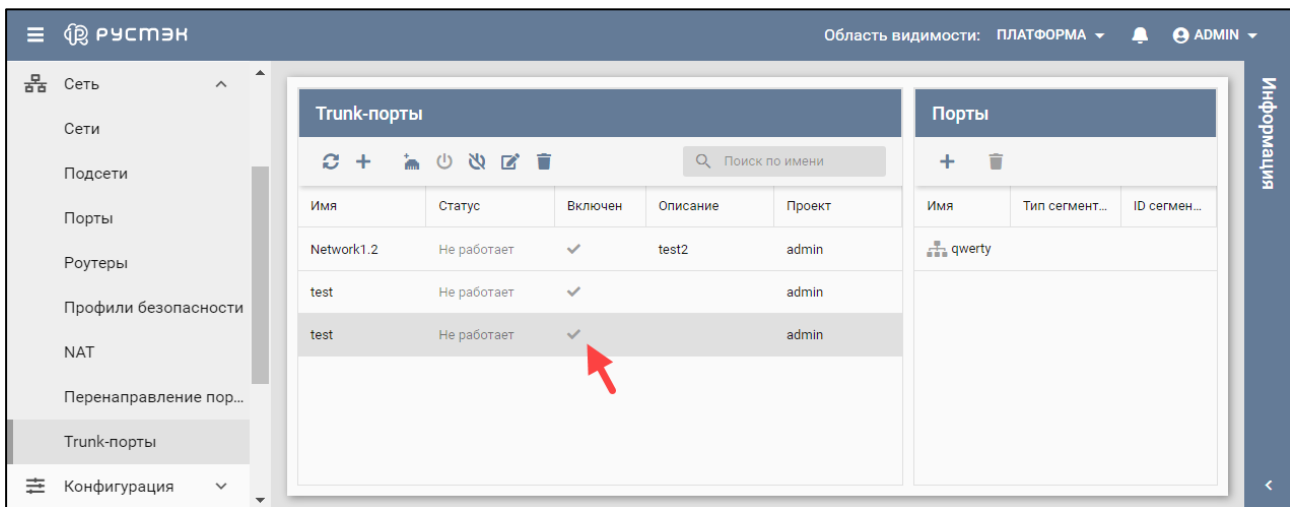 РУСТЭК
Область видимости: ПЛАТФОРМА
ADMIN
Сеть
Сети
Подсети
Порты
Роутеры
Профили безопасности
NAT
Перенаправление пор...
Trunk-порты
Конфигурация
Trunk-порты
Поиск по имени
Имя Статус Включен Описание Проект
Network1.2 Не работает test2 admin
test Не работает admin
test Не работает admin
Порты
Имя Тип сегмент... ID сегмен...
qwerty
Информация